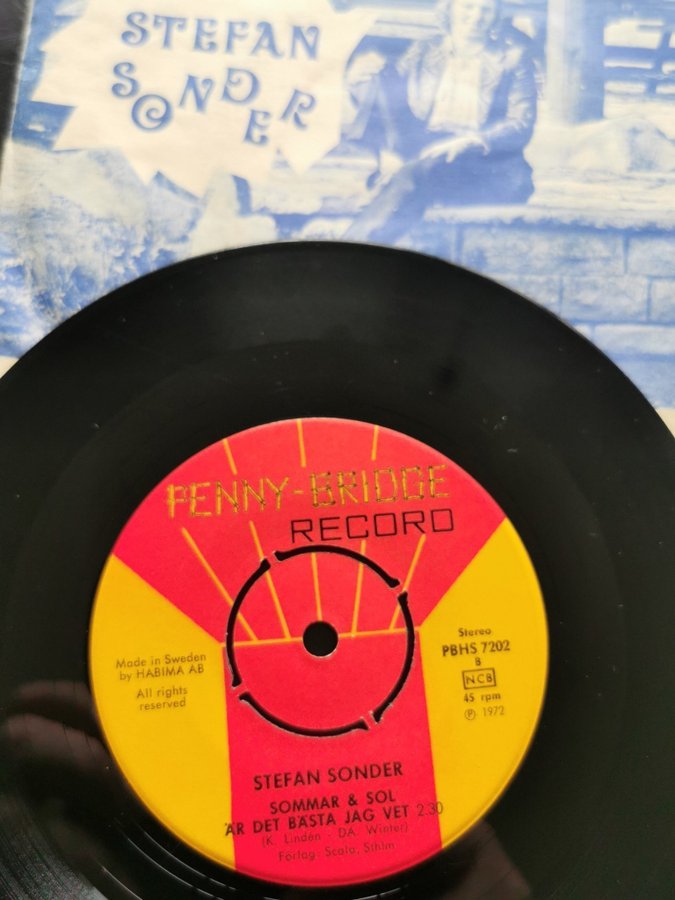 STEFAN
SONDER
PENNY-BRIDGE
RECORD
Made in Sweden
by HABIMA AB
All rights
reserved
Stereo
PBHS 7202
B
NCB
45 rpm
Ⓟ 1972
STEFAN SONDER
SOMMAR & SOL
ÄR DET BÄSTA JAG VET 2.30
(K. Lindén - DA. Winter)
Förlag: Scala, Sthlm